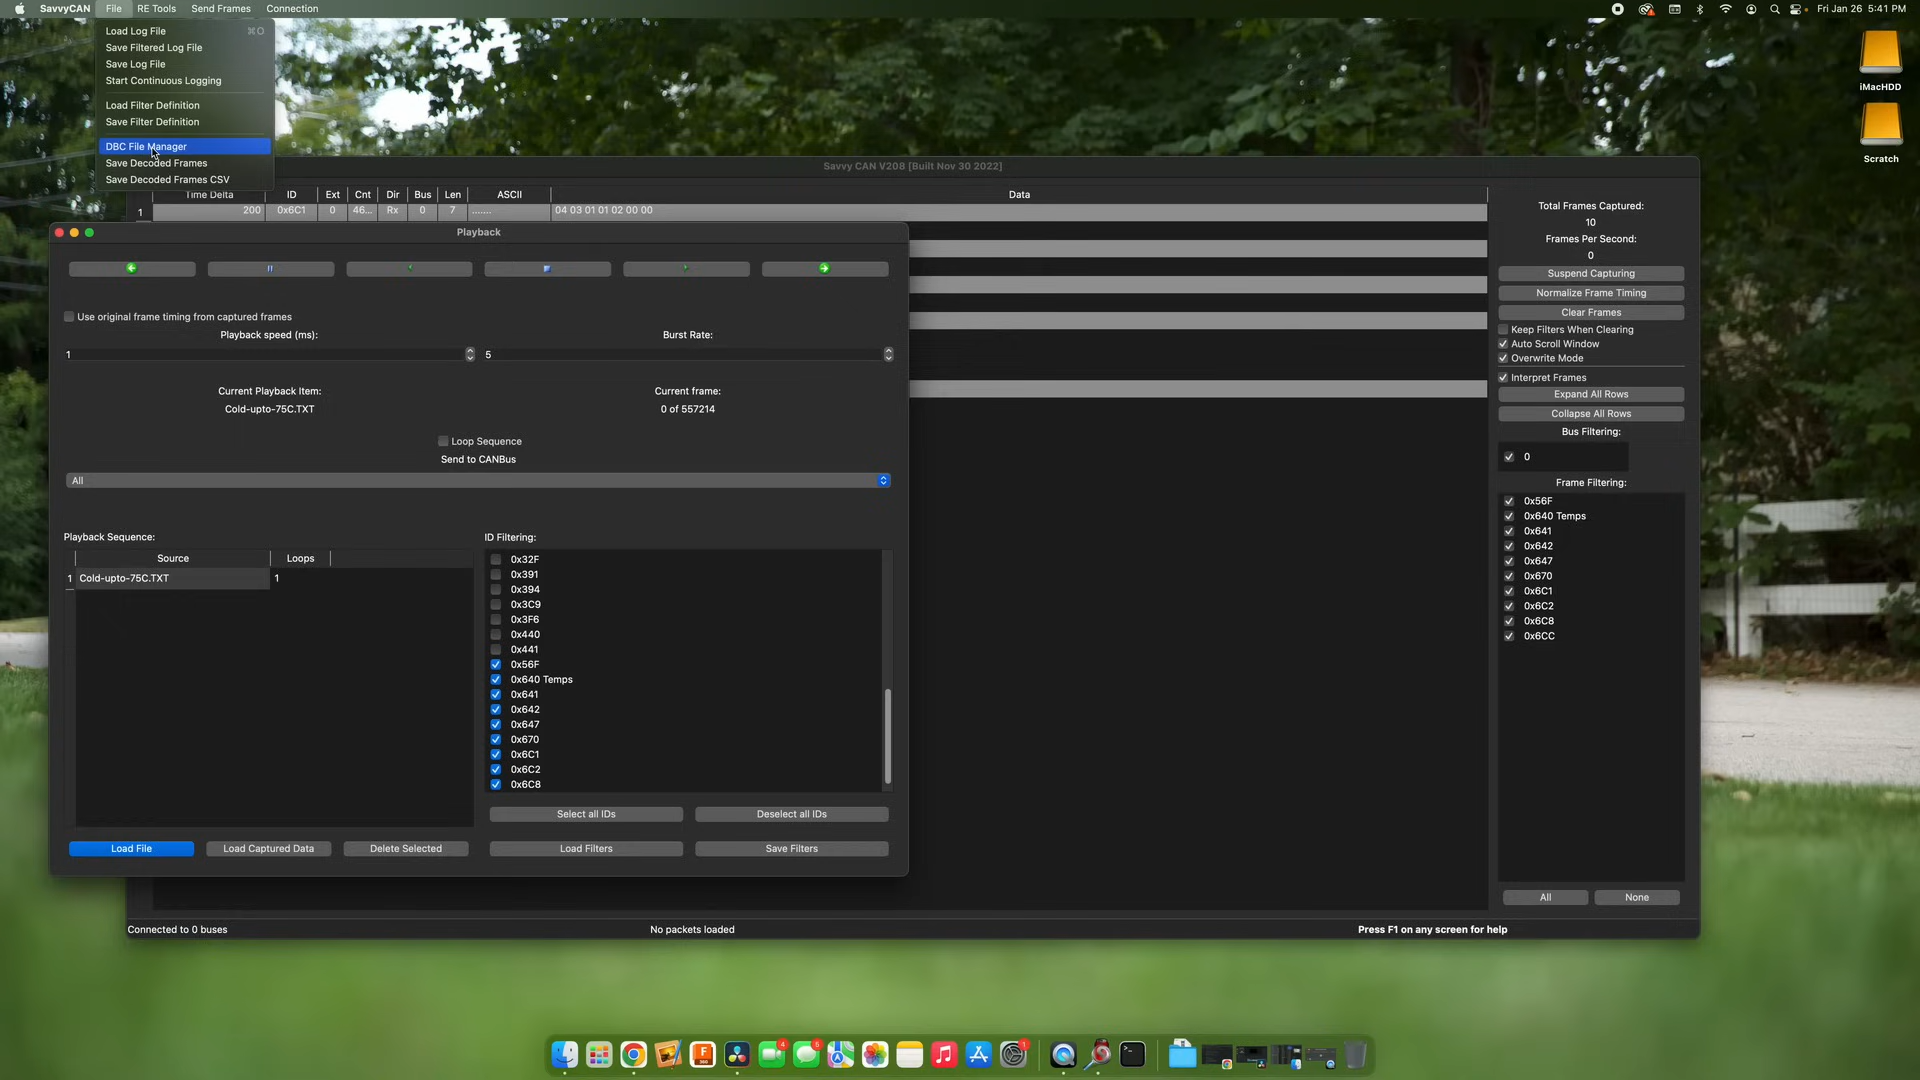 SavvyCAN File RE Tools Send Frames Connection
Fri Jan 26 5:41 PM
Load Log File ⌘O
Save Filtered Log File
Save Log File
Start Continuous Logging
Load Filter Definition
Save Filter Definition
DBC File Manager
Save Decoded Frames
Save Decoded Frames CSV
iMacHDD
Scratch
Savvy CAN V208 [Built Nov 30 2022]
Time Delta ID Ext Cnt Dir Bus Len ASCII Data
1 200 0x6C1 0 46... Rx 0 7 ....... 04 03 01 01 02 00 00
Total Frames Captured:
10
Frames Per Second:
0
Suspend Capturing
Normalize Frame Timing
Clear Frames
Keep Filters When Clearing
Auto Scroll Window
Overwrite Mode
Interpret Frames
Expand All Rows
Collapse All Rows
Bus Filtering:
0
Frame Filtering:
0x56F
0x640 Temps
0x641
0x642
0x647
0x670
0x6C1
0x6C2
0x6C8
0x6CC
All None
Playback
Use original frame timing from captured frames
Playback speed (ms): Burst Rate:
1 5
Current Playback Item: Current frame:
Cold-upto-75C.TXT 0 of 557214
Loop Sequence
Send to CANBus
All
Playback Sequence: ID Filtering:
Source Loops
1 Cold-upto-75C.TXT 1
0x32F
0x391
0x394
0x3C9
0x3F6
0x440
0x441
0x56F
0x640 Temps
0x641
0x642
0x647
0x670
0x6C1
0x6C2
0x6C8
Select all IDs Deselect all IDs
Load File Load Captured Data Delete Selected Load Filters Save Filters
Connected to 0 buses No packets loaded Press F1 on any screen for help
4 5 1